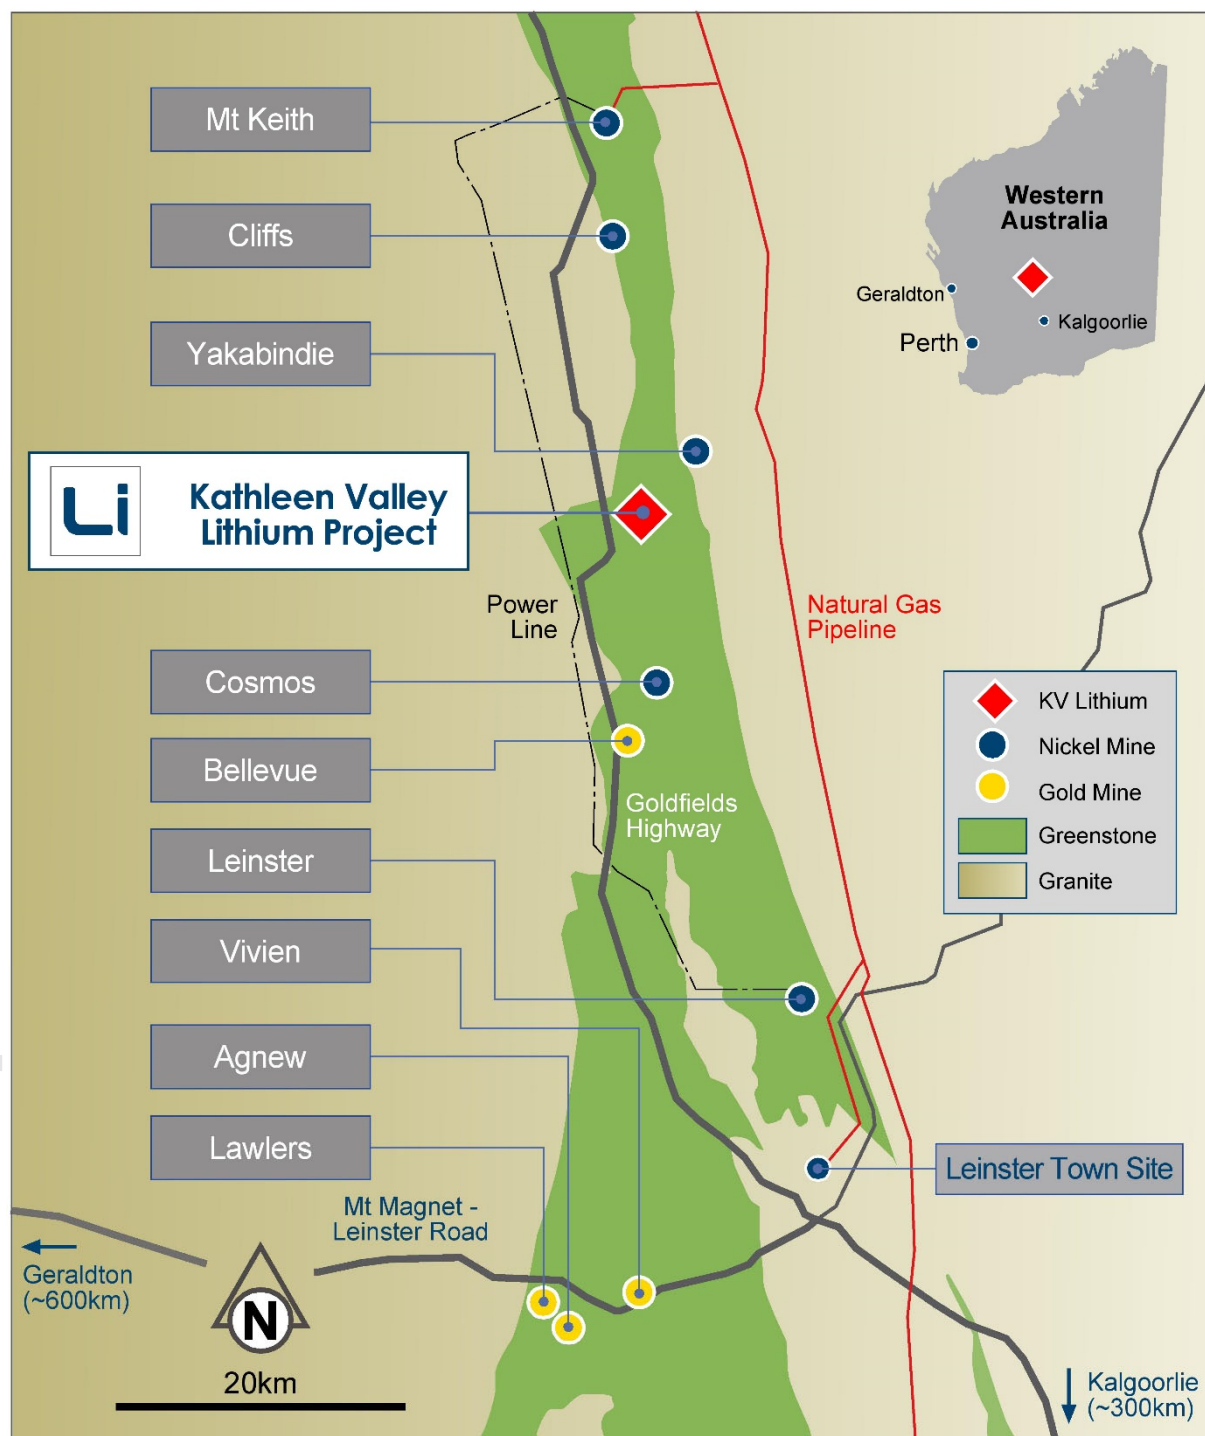 Mt Keith
Cliffs
Yakabindie
Li
Kathleen Valley
Lithium Project
Western
Australia
Geraldton
Kalgoorlie
Perth
Power
Line
Natural Gas
Pipeline
Cosmos
Bellevue
Goldfields
Highway
KV Lithium
Nickel Mine
Gold Mine
Greenstone
Granite
Leinster
Vivien
Agnew
Lawlers
Leinster Town Site
Mt Magnet -
Leinster Road
Geraldton
(~600km)
N
20km
Kalgoorlie
(~300km)